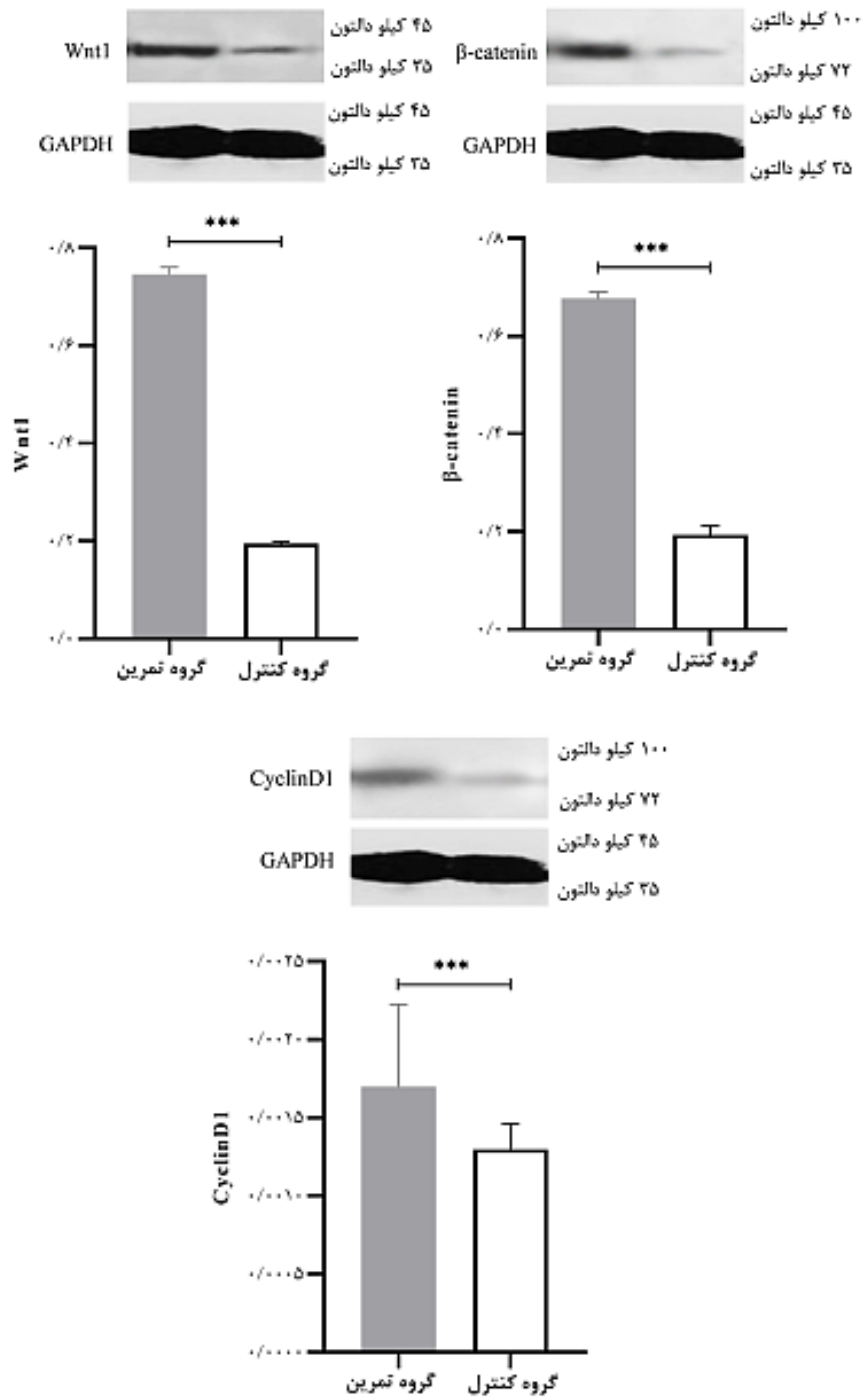 Wnt1
۴۵ کیلو دالتون
۳۵ کیلو دالتون
GAPDH
۴۵ کیلو دالتون
۳۵ کیلو دالتون
***
Wnt1
۰/۸
۰/۶
۰/۴
۰/۲
۰/۰
گروه تمرین
گروه کنترل
β-catenin
۱۰۰ کیلو دالتون
۷۲ کیلو دالتون
GAPDH
۴۵ کیلو دالتون
۳۵ کیلو دالتون
***
β-catenin
۰/۸
۰/۶
۰/۴
۰/۲
۰/۰
گروه تمرین
گروه کنترل
CyclinD1
۱۰۰ کیلو دالتون
۷۲ کیلو دالتون
GAPDH
۴۵ کیلو دالتون
۳۵ کیلو دالتون
***
CyclinD1
۰/۰۰۲۵
۰/۰۰۲۰
۰/۰۰۱۵
۰/۰۰۱۰
۰/۰۰۰۵
۰/۰۰۰۰
گروه تمرین
گروه کنترل